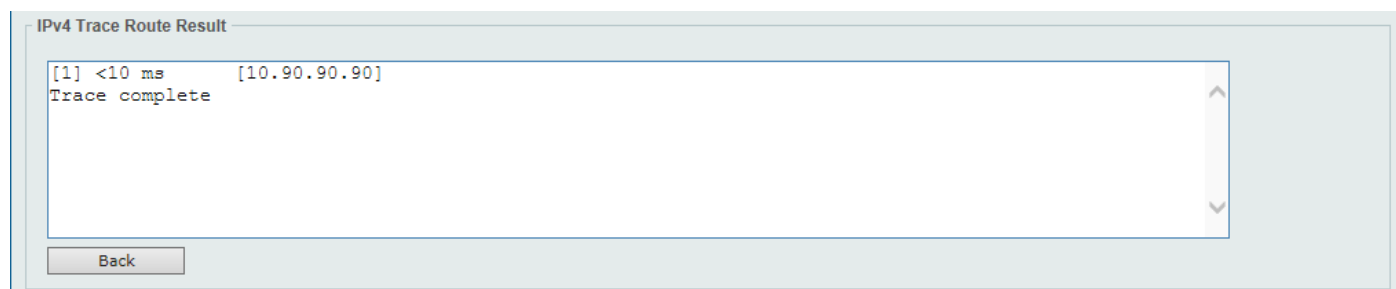 IPv4 Trace Route Result
[1] <10 ms [10.90.90.90]
Trace complete
Back